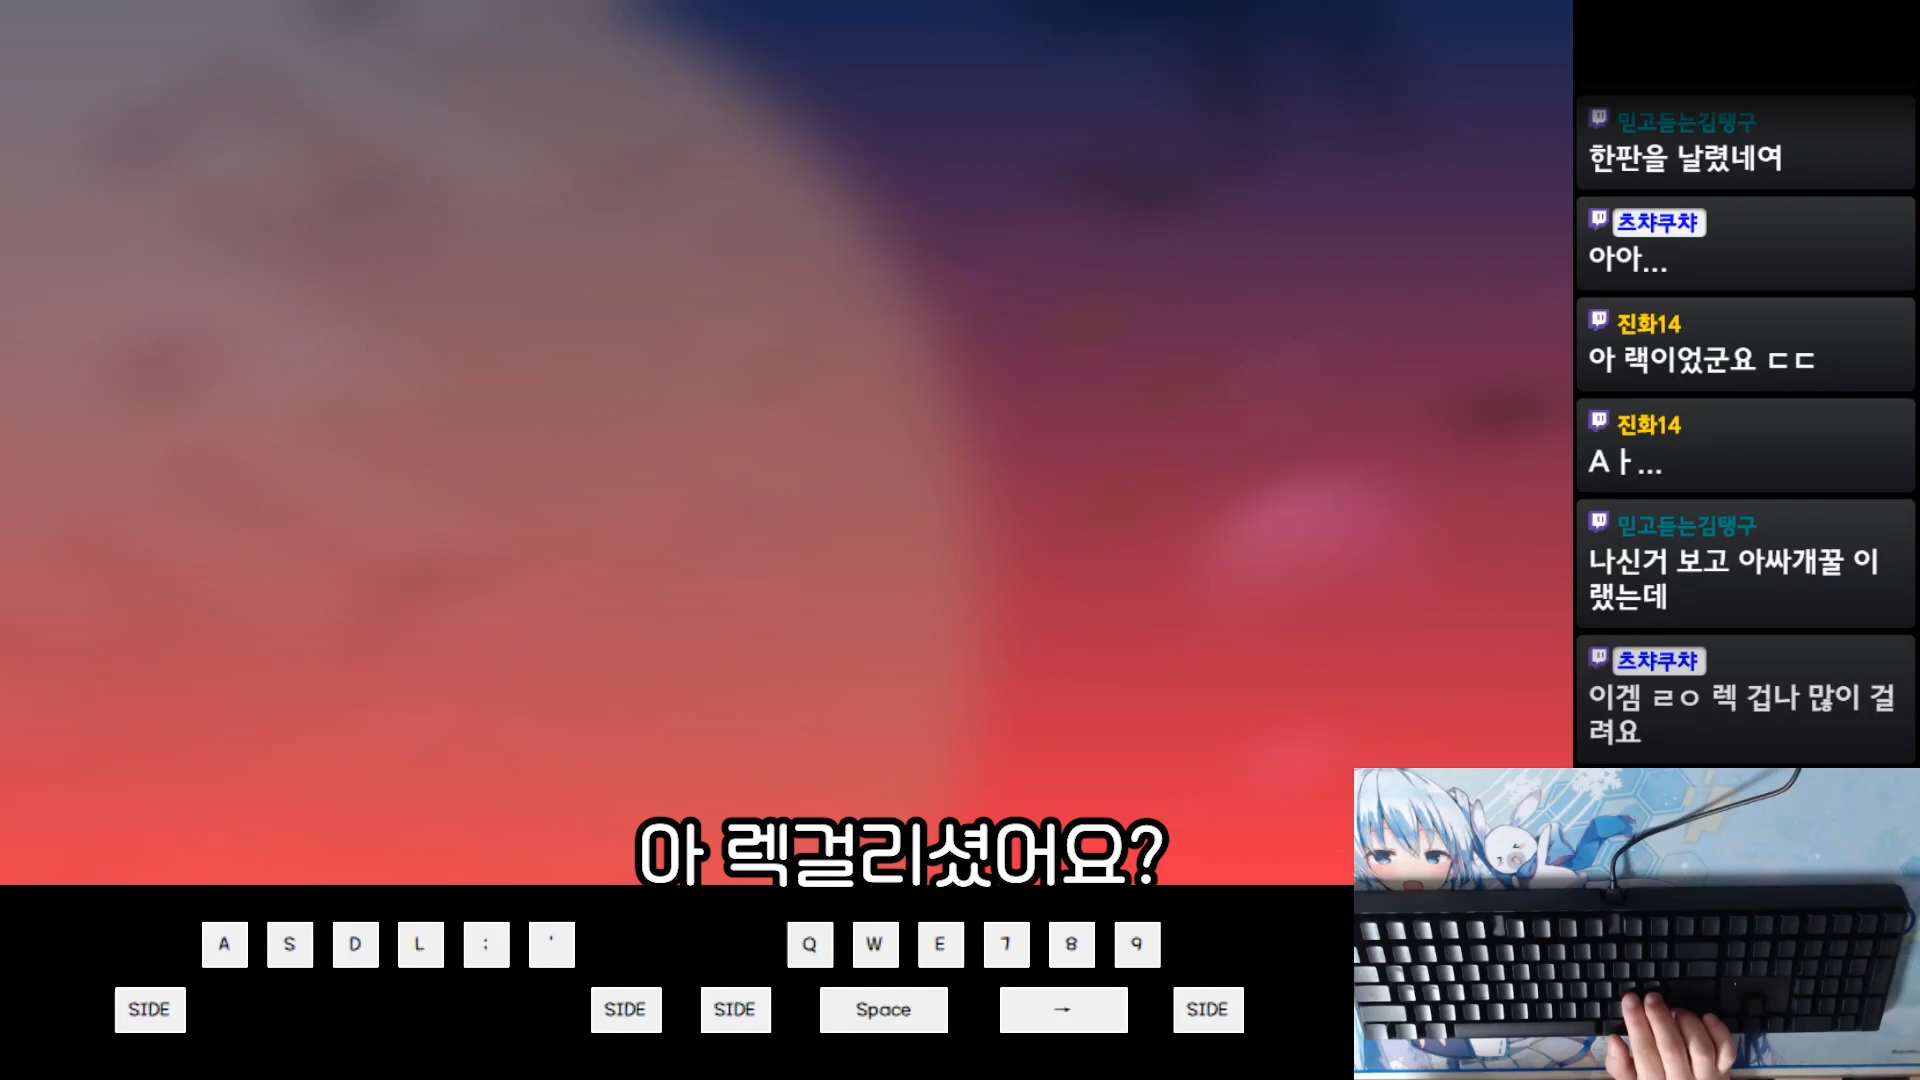 믿고듣는김탱구
한판을 날렸네여
츠챠쿠챠
아아...
진화14
아 랙이었군요 ㄷㄷ
진화14
Aㅏ...
믿고듣는김탱구
나신거 보고 아싸개꿀 이
랬는데
츠챠쿠챠
이겜 ㄹㅇ 렉 겁나 많이 걸
려요
아 렉걸리셨어요?
A S D L ; ' Q W E 7 8 9
SIDE SIDE SIDE Space → SIDE